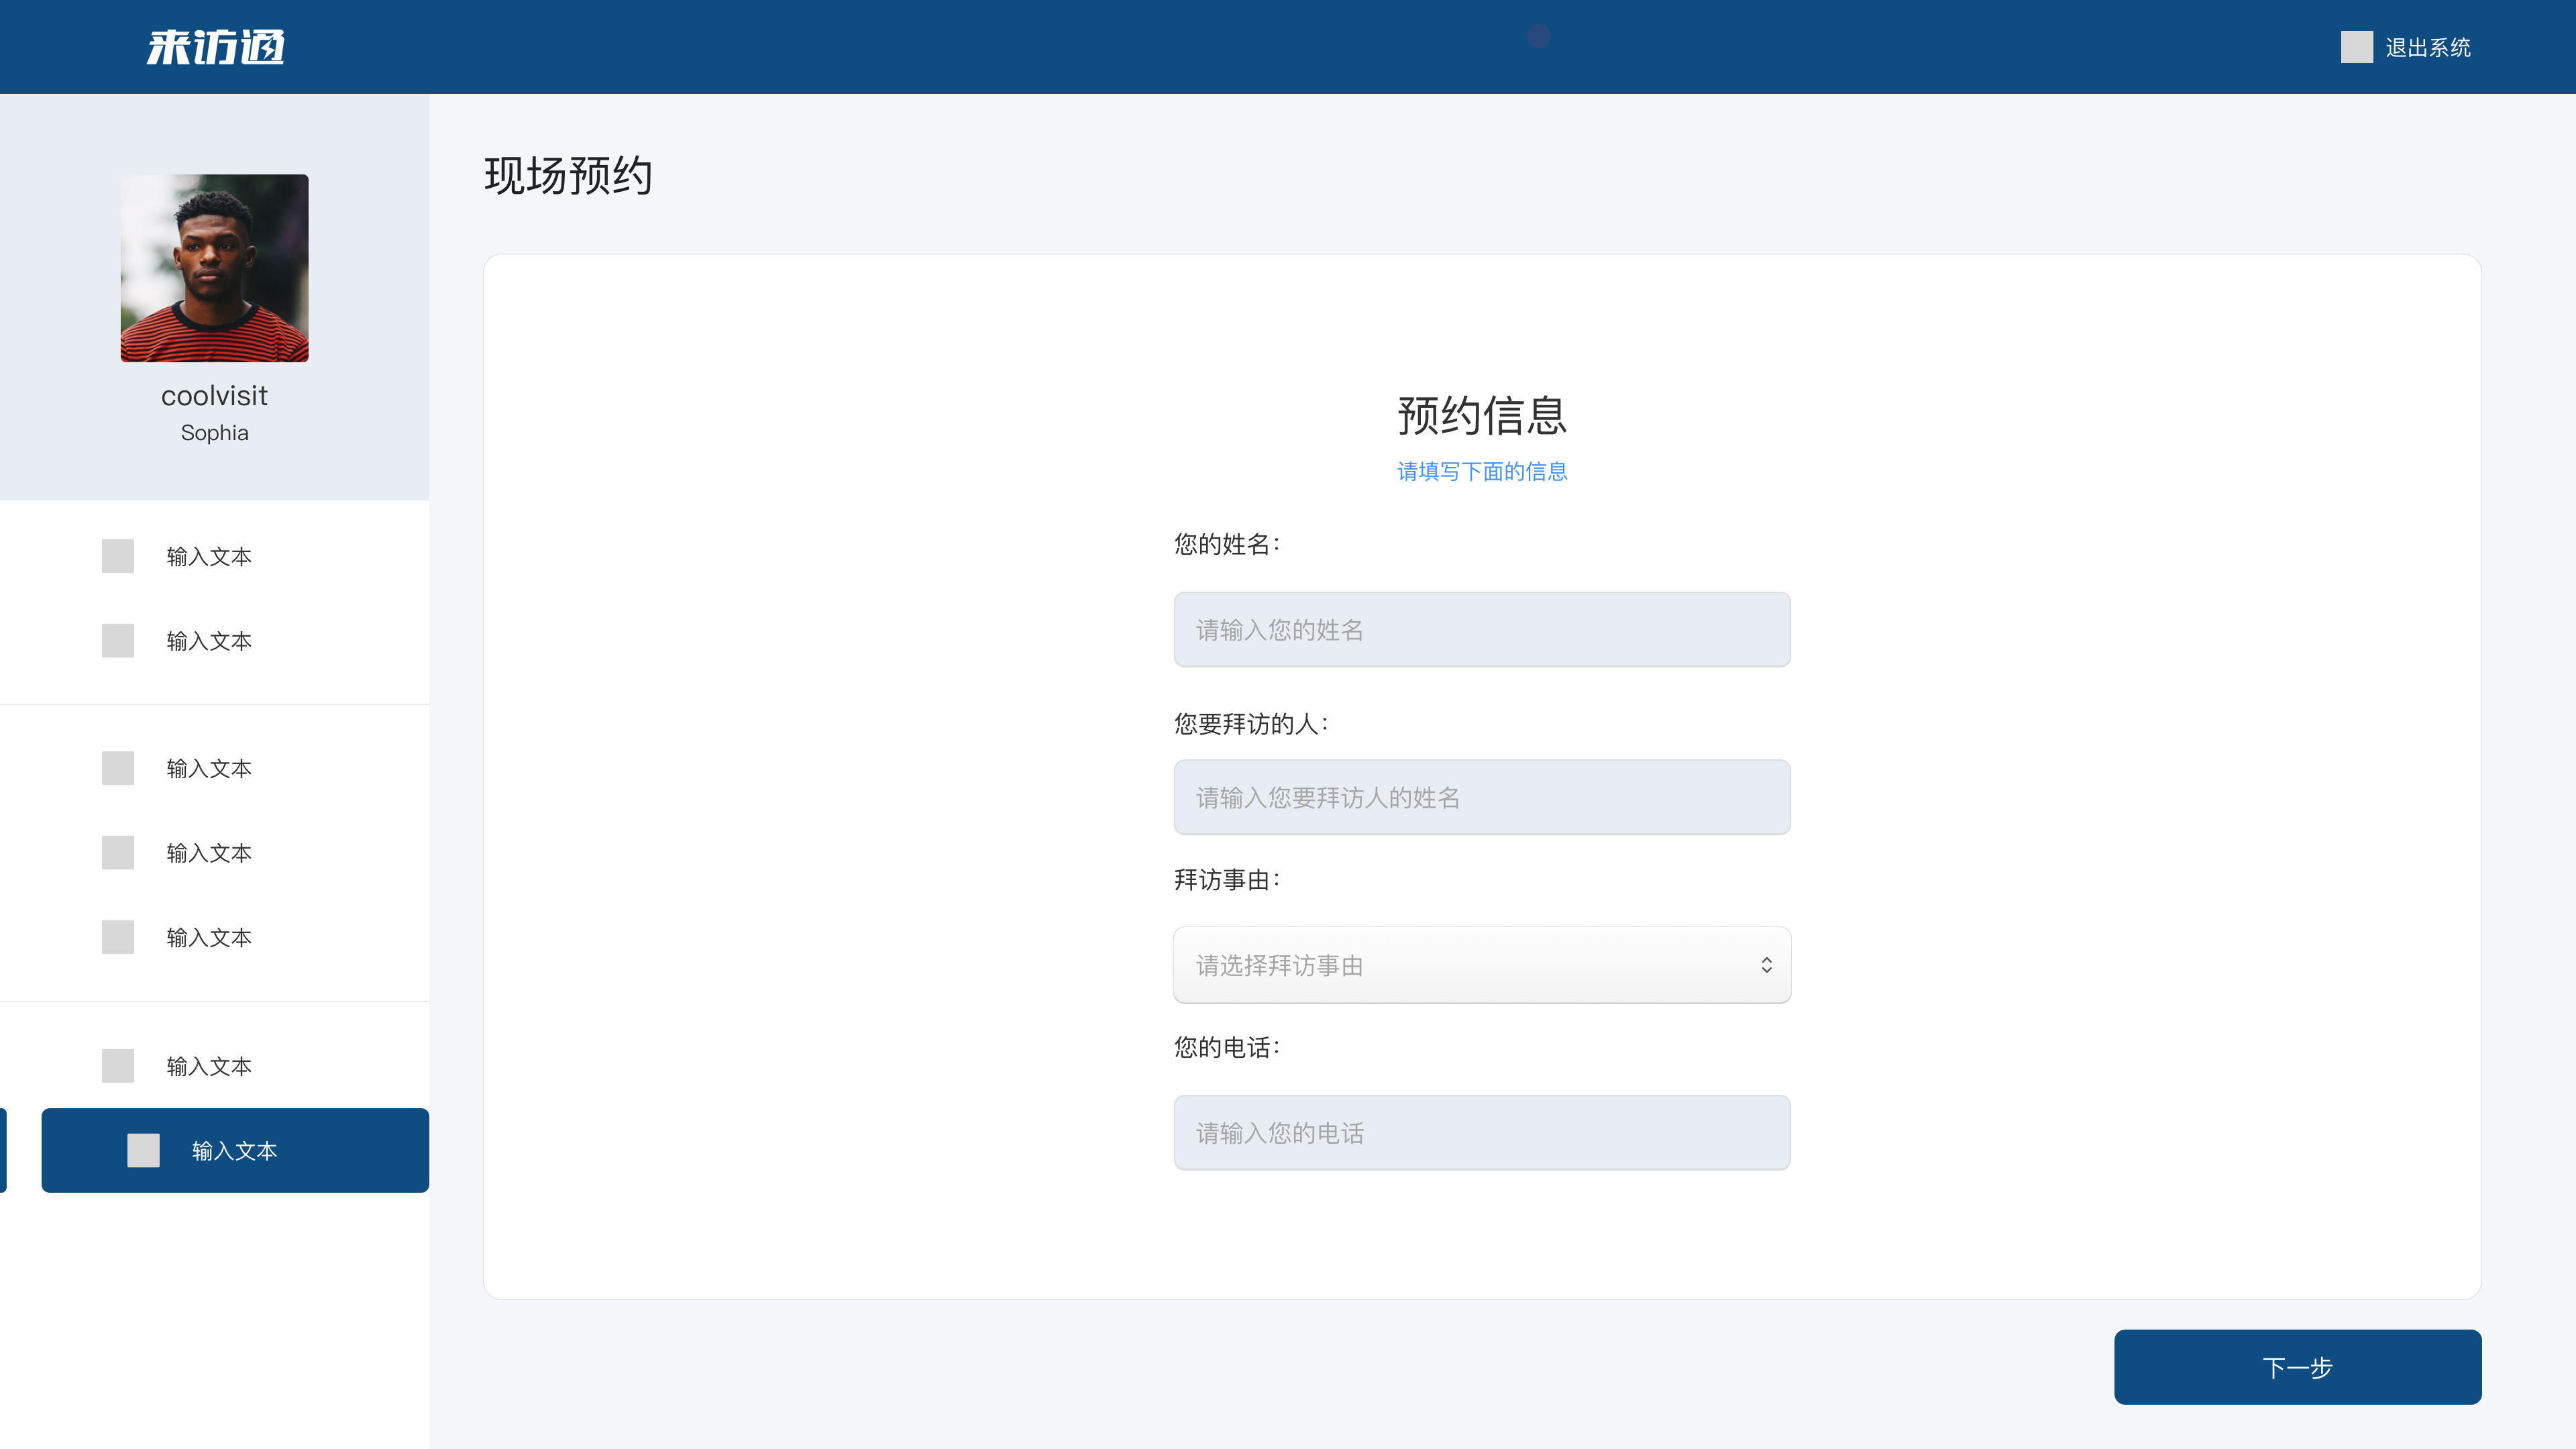 来访通
退出系统
coolvisit
Sophia
输入文本
输入文本
输入文本
输入文本
输入文本
输入文本
输入文本
现场预约
预约信息
请填写下面的信息
您的姓名：
请输入您的姓名
您要拜访的人：
请输入您要拜访人的姓名
拜访事由：
请选择拜访事由
您的电话：
请输入您的电话
下一步